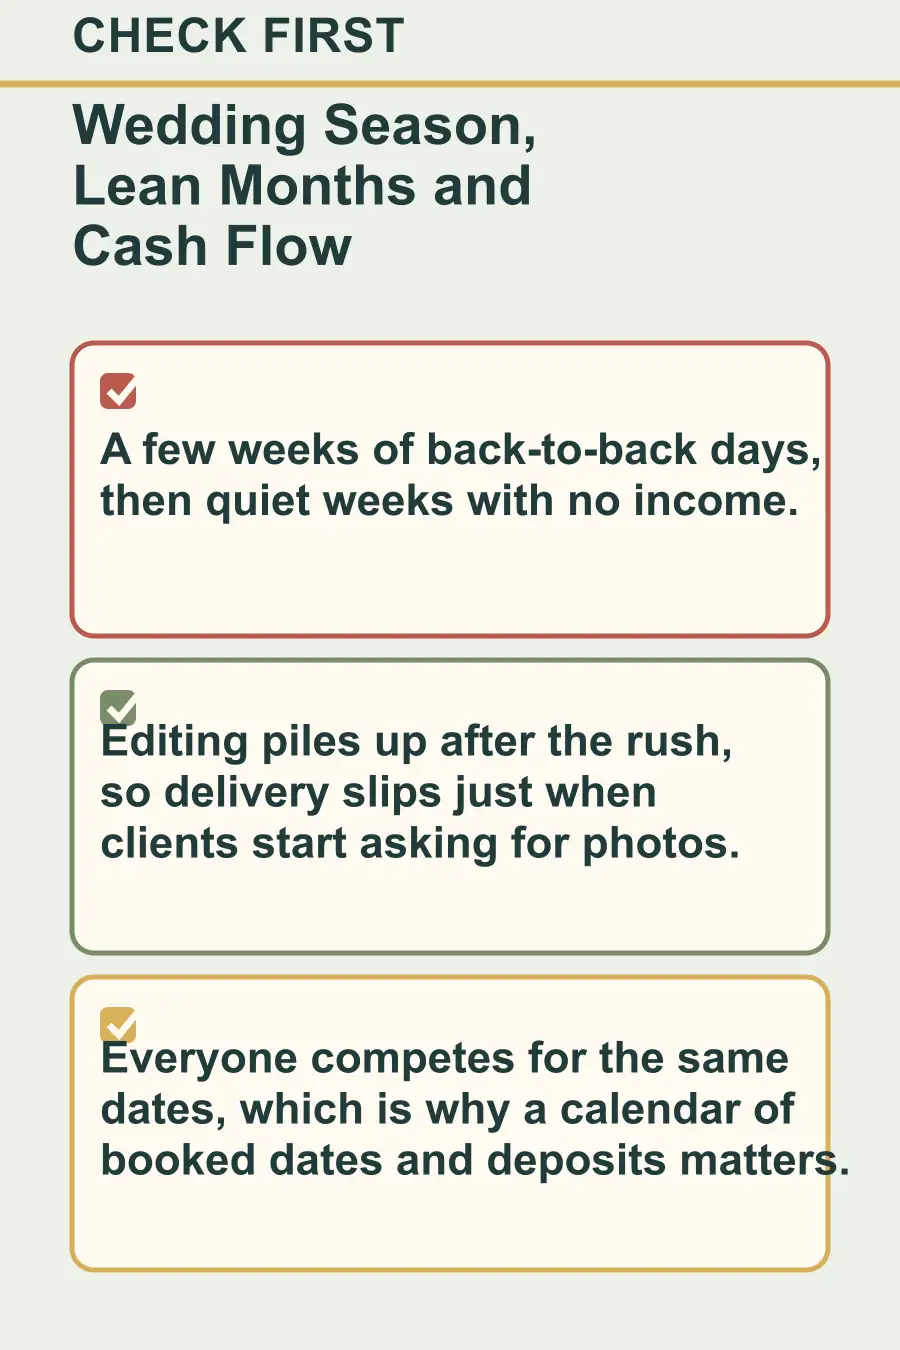 CHECK FIRST
Wedding Season,
Lean Months and
Cash Flow
A few weeks of back-to-back days,
then quiet weeks with no income.
Editing piles up after the rush,
so delivery slips just when
clients start asking for photos.
Everyone competes for the same
dates, which is why a calendar of
booked dates and deposits matters.